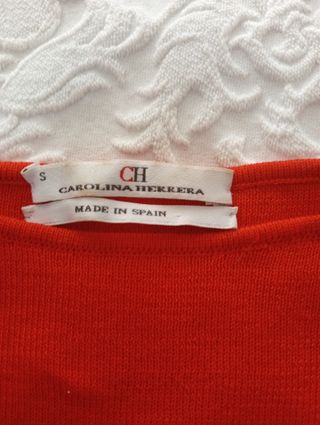 S
CH
CAROLINA HERRERA
MADE IN SPAIN